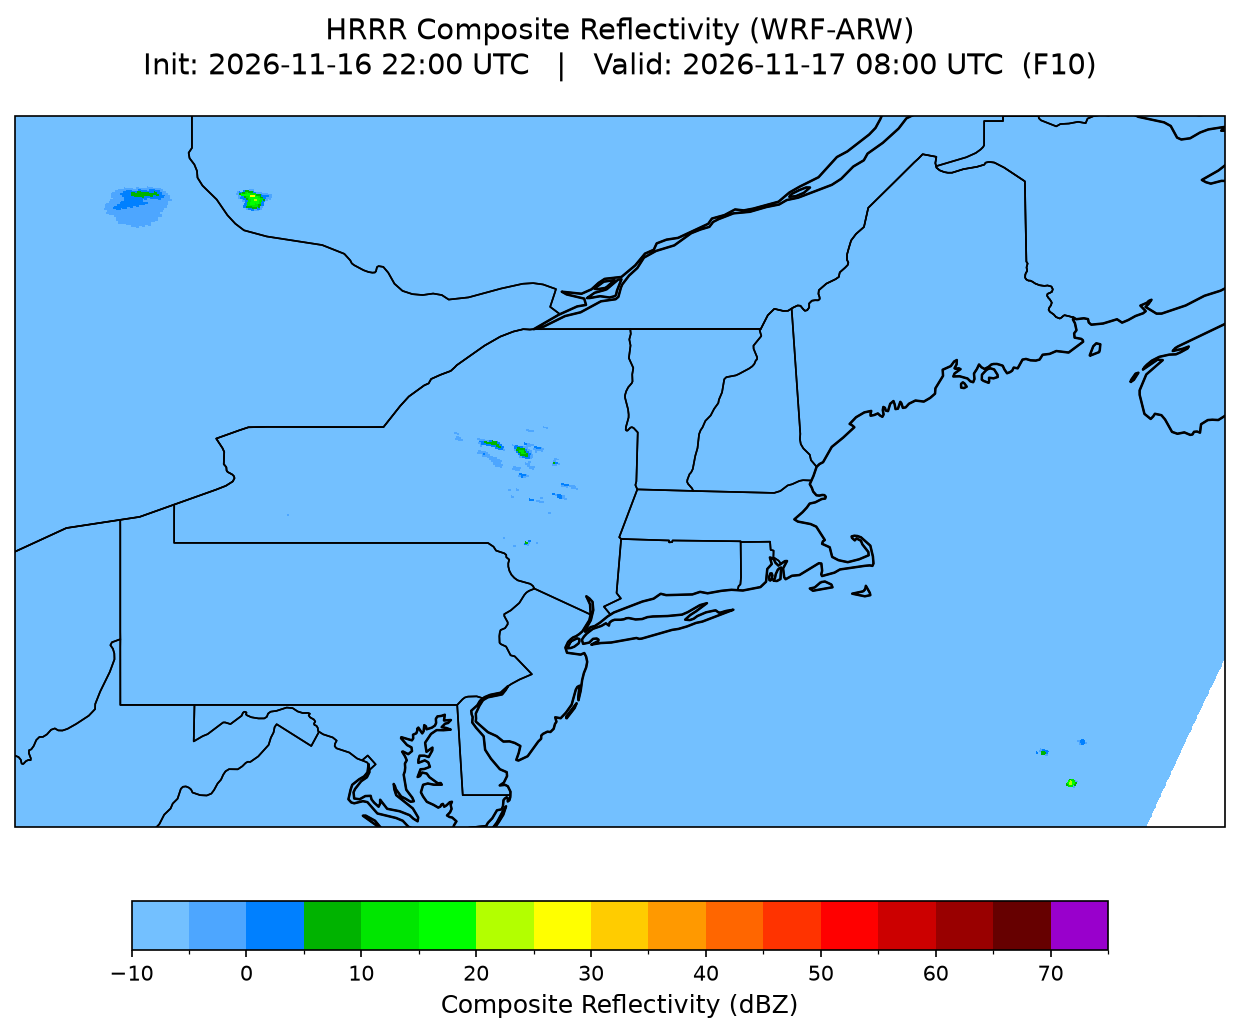 HRRR Composite Reflectivity (WRF-ARW)
Init: 2026-11-16 22:00 UTC   |   Valid: 2026-11-17 08:00 UTC  (F10)
−10 0 10 20 30 40 50 60 70
Composite Reflectivity (dBZ)